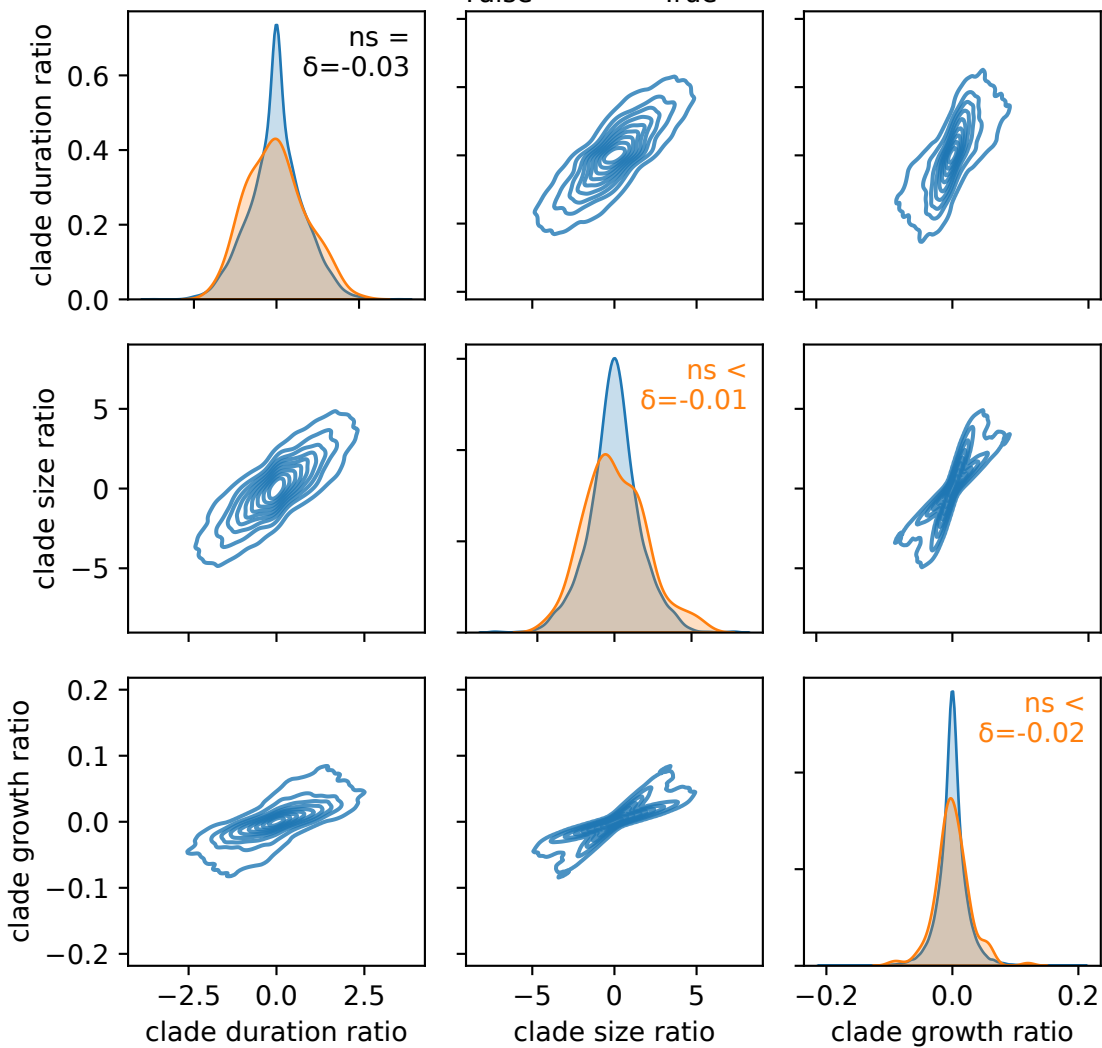 ns =
δ=-0.03
clade duration ratio
0.6
0.4
0.2
0.0
ns <
δ=-0.01
clade size ratio
5
0
−5
ns <
δ=-0.02
clade growth ratio
0.2
0.1
0.0
−0.1
−0.2
−2.5 0.0 2.5
−5 0 5
−0.2 0.0 0.2
clade duration ratio
clade size ratio
clade growth ratio